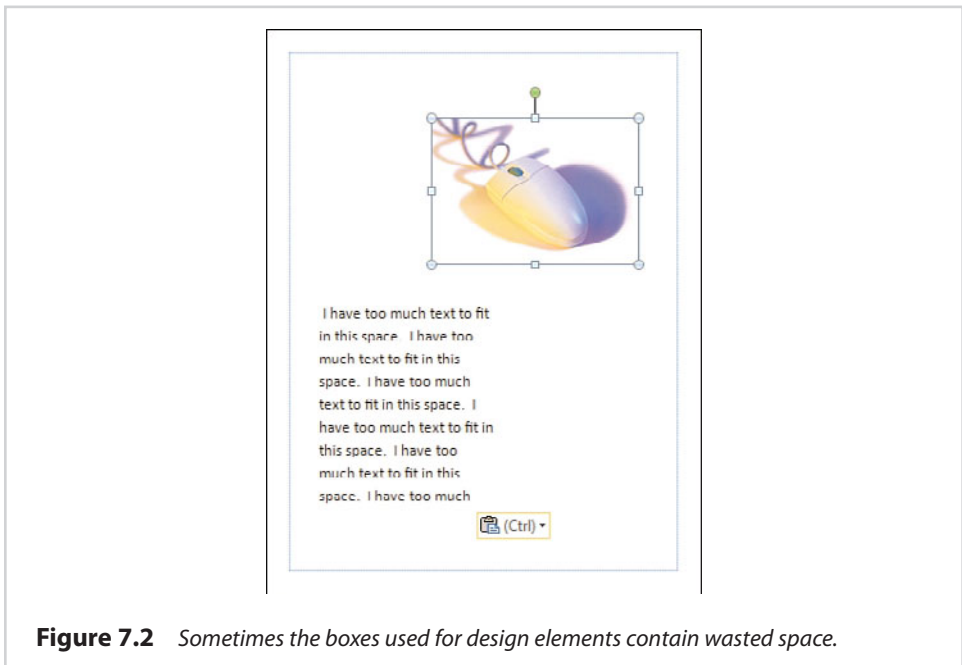 I have too much text to fit
in this space.  I have too
much text to fit in this
space.  I have too much
text to fit in this space.  I
have too much text to fit in
this space.  I have too
much text to fit in this
space.  I have too much
(Ctrl)
Figure 7.2 Sometimes the boxes used for design elements contain wasted space.